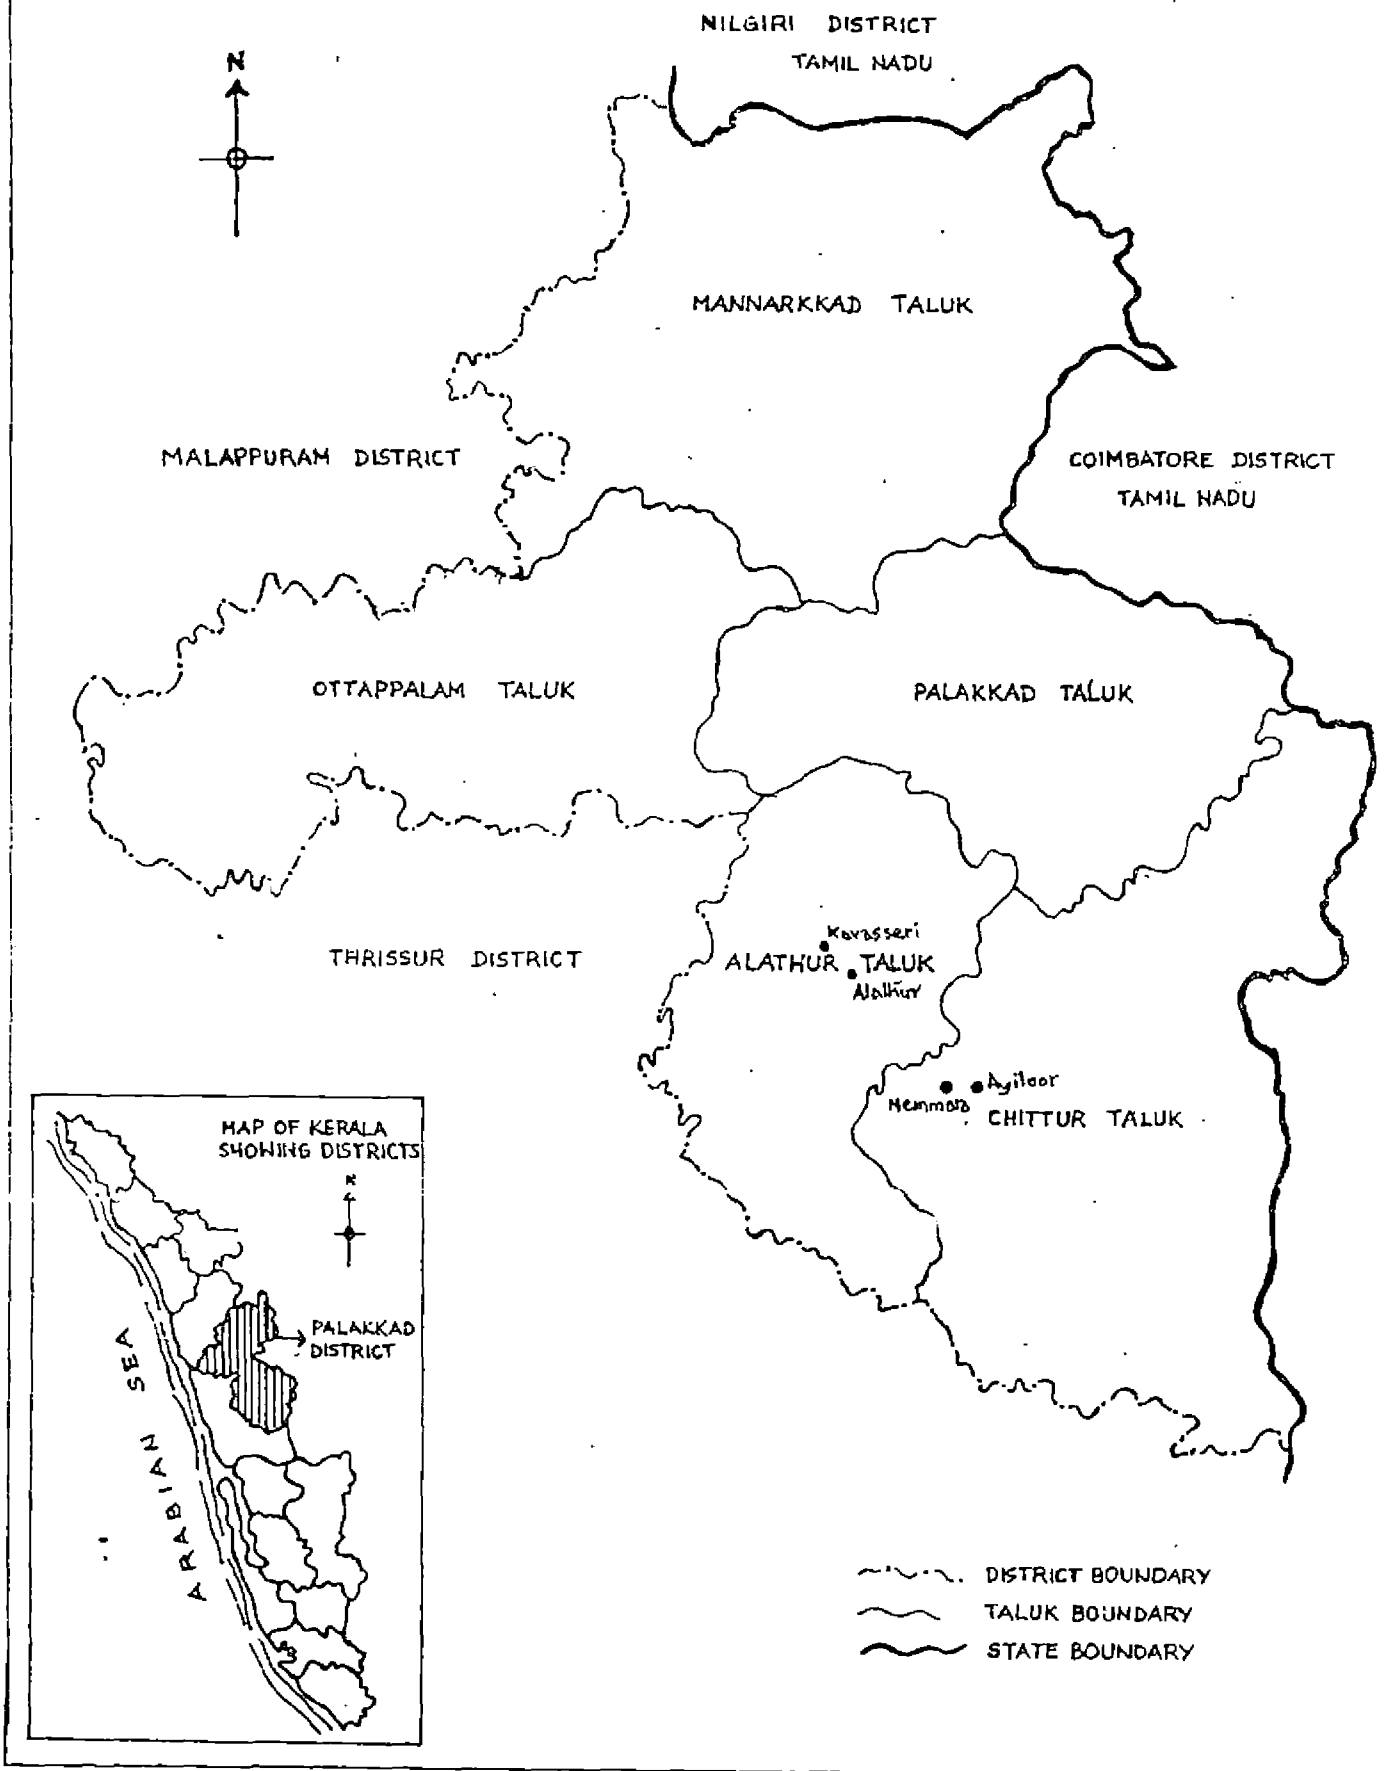 NILGIRI DISTRICT
TAMIL NADU
N
MANNARKKAD TALUK
MALAPPURAM DISTRICT
COIMBATORE DISTRICT
TAMIL NADU
OTTAPPALAM TALUK
PALAKKAD TALUK
Kavasseri
THRISSUR DISTRICT
ALATHUR TALUK
Alathur
Ayiloor
Nemmara
CHITTUR TALUK
MAP OF KERALA
SHOWING DISTRICTS
N
PALAKKAD
DISTRICT
ARABIAN SEA
DISTRICT BOUNDARY
TALUK BOUNDARY
STATE BOUNDARY